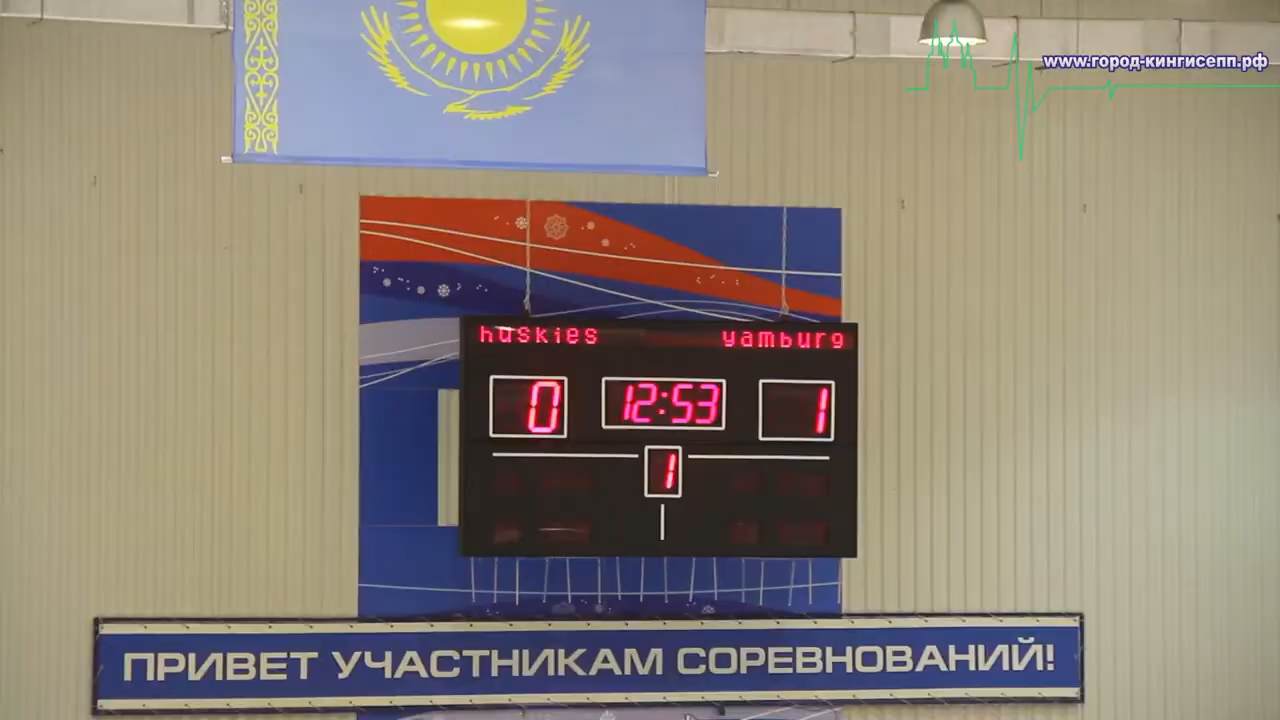 www.город-кингисепп.рф
huskies yamburg
0 12:53 1
1
ПРИВЕТ УЧАСТНИКАМ СОРЕВНОВАНИЙ!